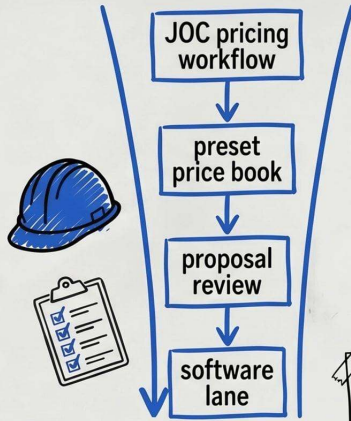 JOC pricing
workflow
preset
price book
proposal
review
software
lane